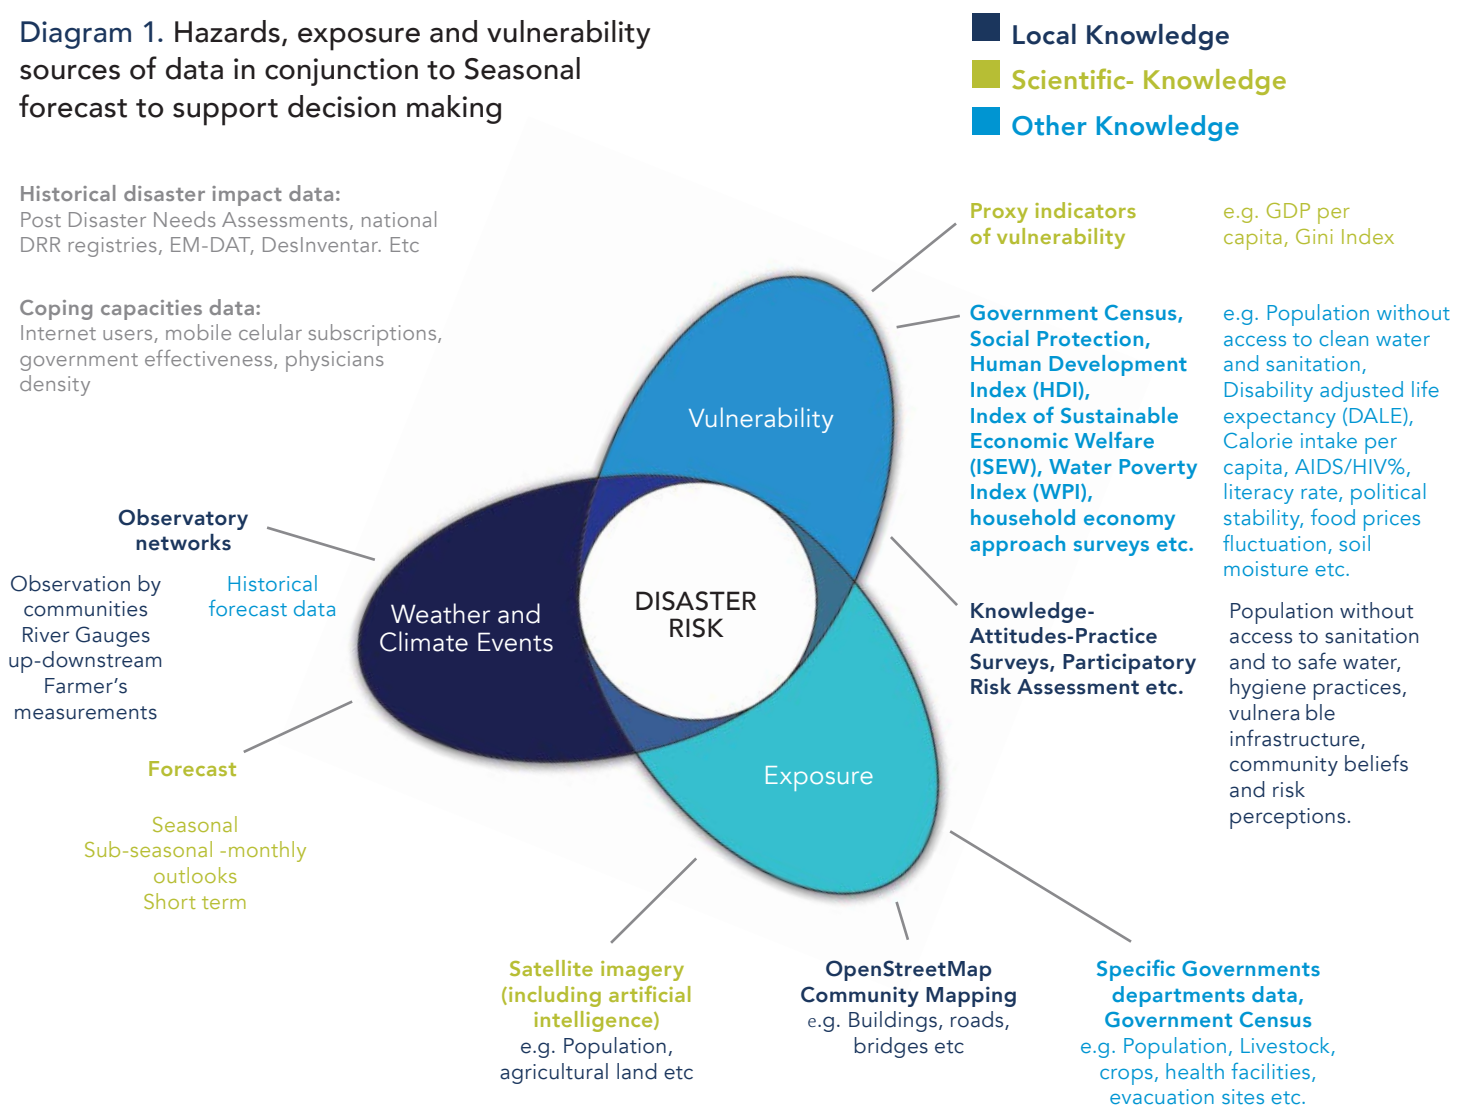 Diagram 1. Hazards, exposure and vulnerability
sources of data in conjunction to Seasonal
forecast to support decision making
Local Knowledge
Scientific- Knowledge
Other Knowledge
Historical disaster impact data:
Post Disaster Needs Assessments, national
DRR registries, EM-DAT, DesInventar. Etc
Coping capacities data:
Internet users, mobile celular subscriptions,
government effectiveness, physicians
density
Proxy indicators
of vulnerability
e.g. GDP per
capita, Gini Index
Government Census,
Social Protection,
Human Development
Index (HDI),
Index of Sustainable
Economic Welfare
(ISEW), Water Poverty
Index (WPI),
household economy
approach surveys etc.
e.g. Population without
access to clean water
and sanitation,
Disability adjusted life
expectancy (DALE),
Calorie intake per
capita, AIDS/HIV%,
literacy rate, political
stability, food prices
fluctuation, soil
moisture etc.
Knowledge-
Attitudes-Practice
Surveys, Participatory
Risk Assessment etc.
Population without
access to sanitation
and to safe water,
hygiene practices,
vulnera ble
infrastructure,
community beliefs
and risk
perceptions.
Vulnerability
Weather and
Climate Events
DISASTER
RISK
Exposure
Observatory
networks
Observation by
communities
River Gauges
up-downstream
Farmer’s
measurements
Historical
forecast data
Forecast
Seasonal
Sub-seasonal -monthly
outlooks
Short term
Satellite imagery
(including artificial
intelligence)
e.g. Population,
agricultural land etc
OpenStreetMap
Community Mapping
e.g. Buildings, roads,
bridges etc
Specific Governments
departments data,
Government Census
e.g. Population, Livestock,
crops, health facilities,
evacuation sites etc.